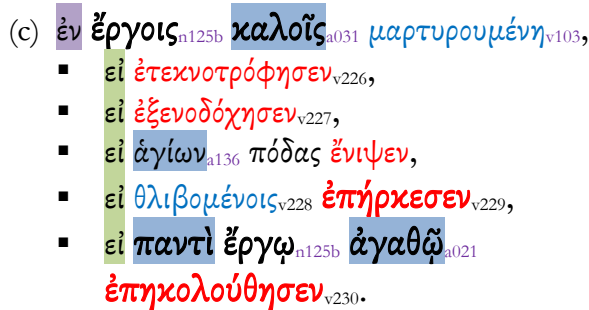 (c) ἐν ἔργοις n125b καλοῖς a031 μαρτυρουμένη v103,
▪ εἰ ἐτεκνοτρόφησεν v226,
▪ εἰ ἐξενοδόχησεν v227,
▪ εἰ ἁγίων a136 πόδας ἔνιψεν,
▪ εἰ θλιβομένοις v228 ἐπήρκεσεν v229,
▪ εἰ παντὶ ἔργῳ n125b ἀγαθῷ a021
ἐπηκολούθησεν v230.